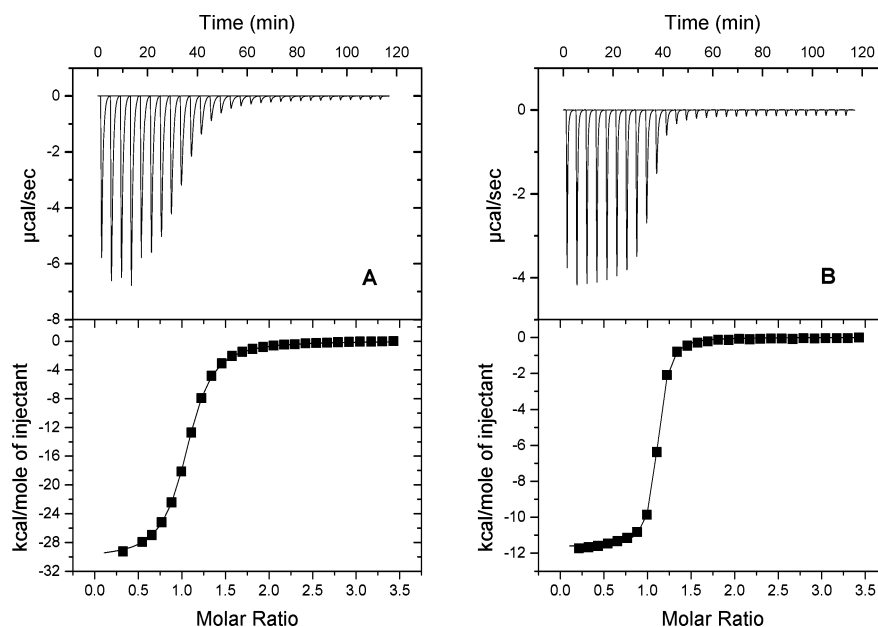 Time (min)
0 20 40 60 80 100 120
0
-2
-4
-6
-8
µcal/sec
A
0
-4
-8
-12
-16
-20
-24
-28
-32
kcal/mole of injectant
0.0 0.5 1.0 1.5 2.0 2.5 3.0 3.5
Molar Ratio
Time (min)
0 20 40 60 80 100 120
0
-2
-4
µcal/sec
B
0
-2
-4
-6
-8
-10
-12
kcal/mole of injectant
0.0 0.5 1.0 1.5 2.0 2.5 3.0 3.5
Molar Ratio